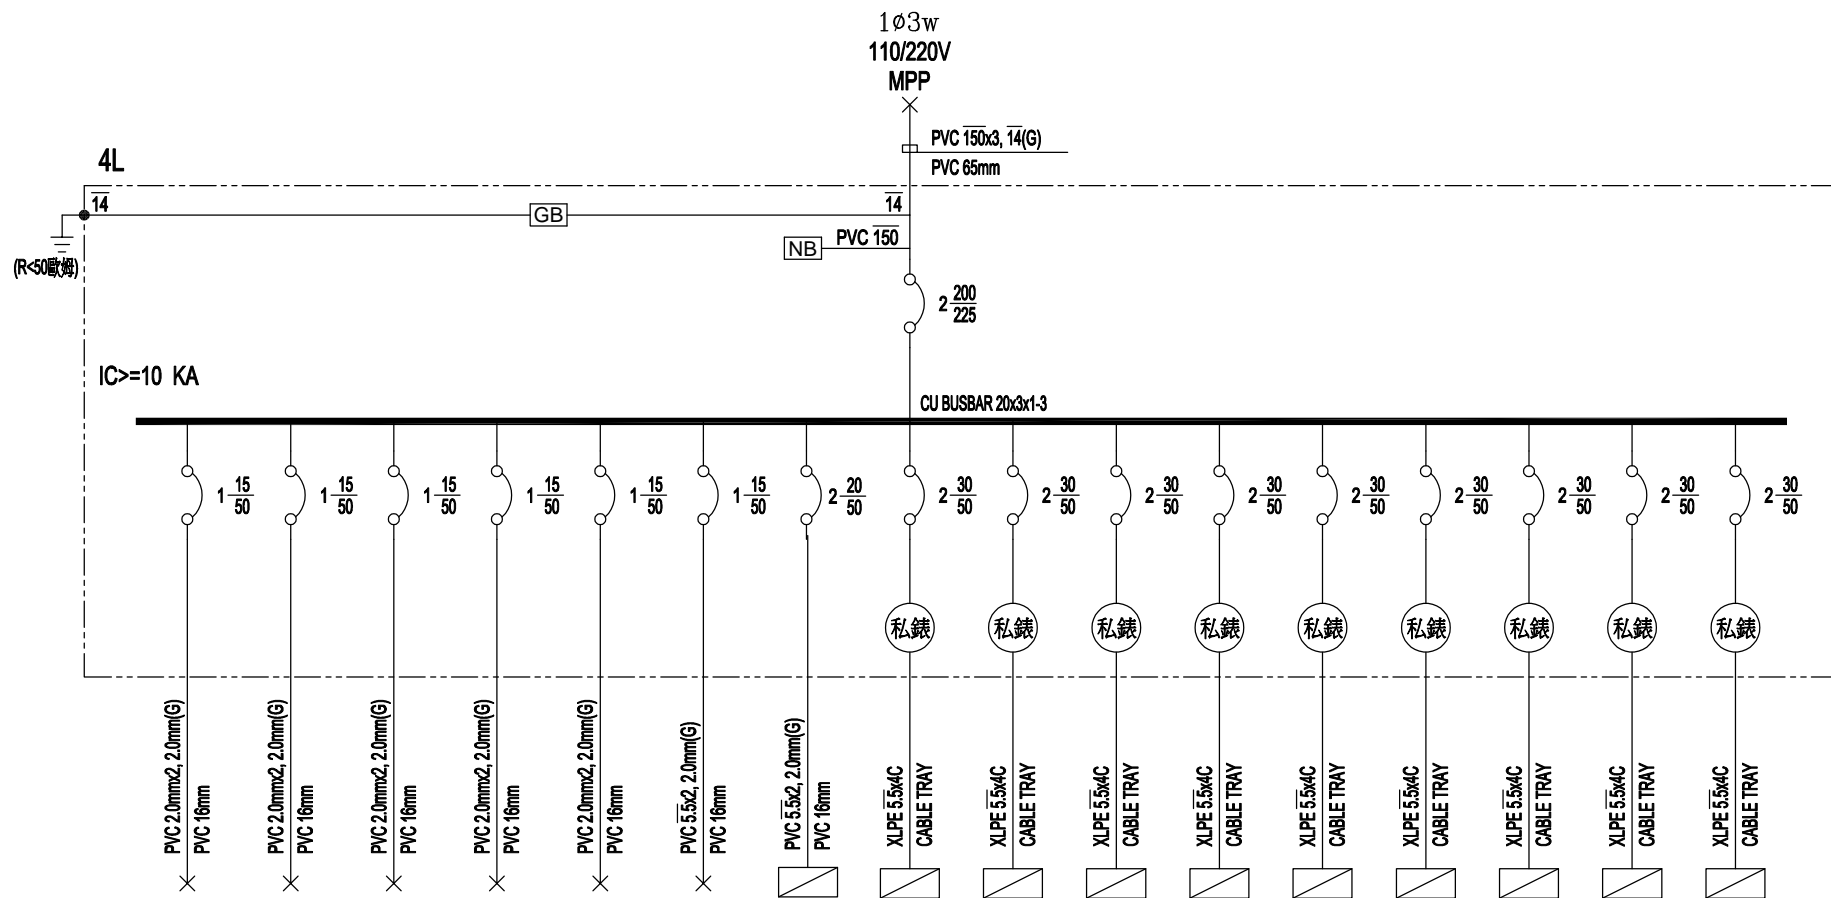 1ø3w
110/220V
MPP
PVC 150x3, 14(G)
PVC 65mm
4L
14
14
GB
PVC 150
NB
(R<50歐姆)
2 200/225
IC>=10 KA
CU BUSBAR 20x3x1-3
1 15/50
1 15/50
1 15/50
1 15/50
1 15/50
1 15/50
2 20/50
2 30/50
2 30/50
2 30/50
2 30/50
2 30/50
2 30/50
2 30/50
2 30/50
2 30/50
私錶
私錶
私錶
私錶
私錶
私錶
私錶
私錶
私錶
PVC 2.0mmx2, 2.0mm(G)
PVC 16mm
PVC 2.0mmx2, 2.0mm(G)
PVC 16mm
PVC 2.0mmx2, 2.0mm(G)
PVC 16mm
PVC 2.0mmx2, 2.0mm(G)
PVC 16mm
PVC 2.0mmx2, 2.0mm(G)
PVC 16mm
PVC 5.5x2, 2.0mm(G)
PVC 16mm
PVC 5.5x2, 2.0mm(G)
PVC 16mm
XLPE 5.5x4C
CABLE TRAY
XLPE 5.5x4C
CABLE TRAY
XLPE 5.5x4C
CABLE TRAY
XLPE 5.5x4C
CABLE TRAY
XLPE 5.5x4C
CABLE TRAY
XLPE 5.5x4C
CABLE TRAY
XLPE 5.5x4C
CABLE TRAY
XLPE 5.5x4C
CABLE TRAY
XLPE 5.5x4C
CABLE TRAY